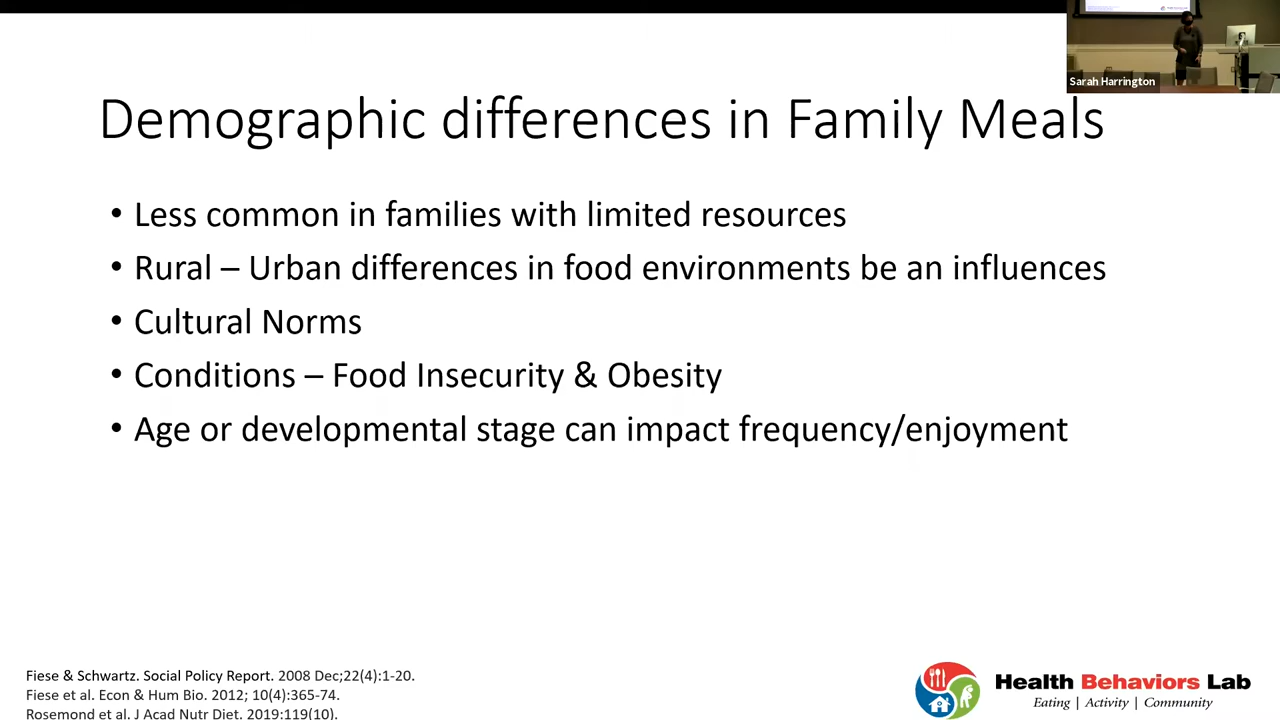 Sarah Harrington
Demographic differences in Family Meals
• Less common in families with limited resources
• Rural – Urban differences in food environments be an influences
• Cultural Norms
• Conditions – Food Insecurity & Obesity
• Age or developmental stage can impact frequency/enjoyment
Fiese & Schwartz. Social Policy Report. 2008 Dec;22(4):1-20.
Fiese et al. Econ & Hum Bio. 2012; 10(4):365-74.
Rosemond et al. J Acad Nutr Diet. 2019:119(10).
Health Behaviors Lab
Eating | Activity | Community